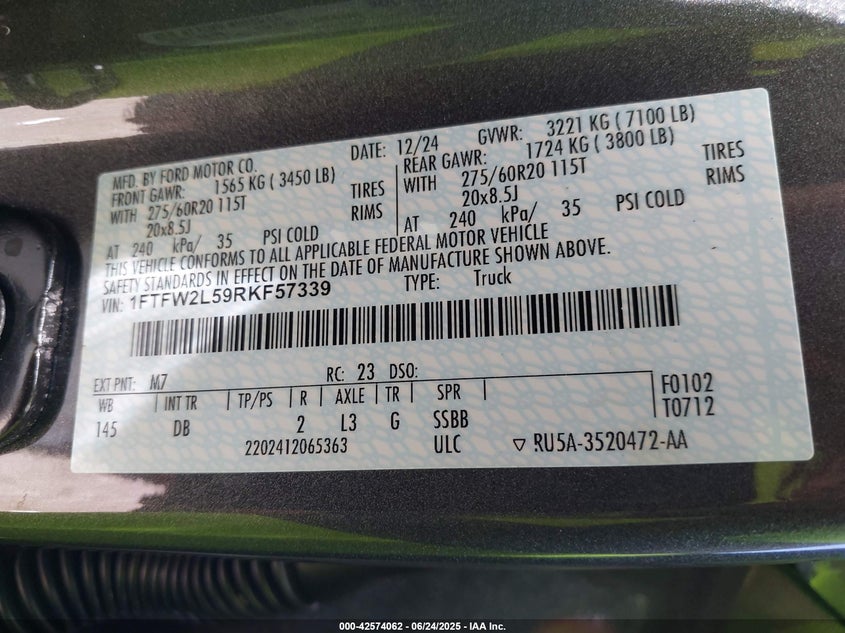 MFD. BY FORD MOTOR CO. DATE: 12/24 GVWR: 3221 KG ( 7100 LB)
FRONT GAWR: 1565 KG ( 3450 LB) REAR GAWR: 1724 KG ( 3800 LB)
WITH 275/60R20 115T TIRES WITH 275/60R20 115T TIRES
20x8.5J RIMS 20x8.5J RIMS
AT 240 kPa/ 35 PSI COLD AT 240 kPa/ 35 PSI COLD
THIS VEHICLE CONFORMS TO ALL APPLICABLE FEDERAL MOTOR VEHICLE
SAFETY STANDARDS IN EFFECT ON THE DATE OF MANUFACTURE SHOWN ABOVE.
VIN: 1FTFW2L59RKF57339 TYPE: Truck
EXT PNT: M7 RC: 23 DSO:
WB INT TR TP/PS R AXLE TR SPR F0102
145 DB 2 L3 G SSBB T0712
2202412065363 ULC ▽ RU5A-3520472-AA
000-42574062 - 06/24/2025 - IAA Inc.